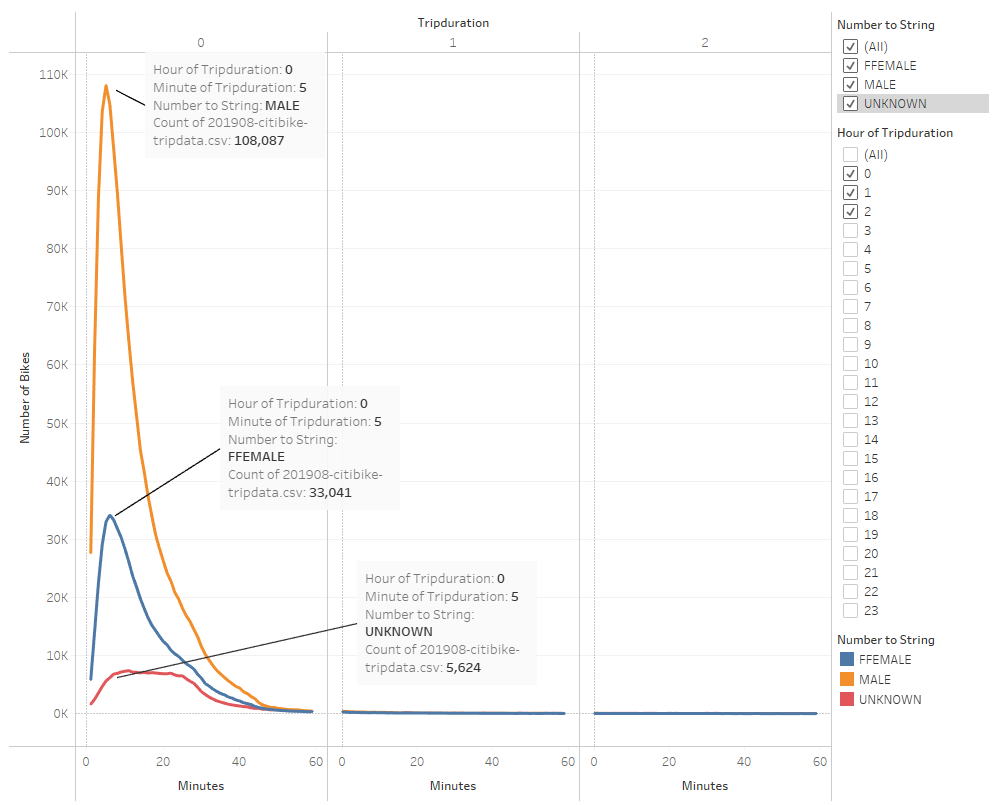 Tripduration
0
1
2
110K
100K
90K
80K
70K
60K
50K
40K
30K
20K
10K
0K
Number of Bikes
Hour of Tripduration: 0
Minute of Tripduration: 5
Number to String: MALE
Count of 201908-citibike-
tripdata.csv: 108,087
Hour of Tripduration: 0
Minute of Tripduration: 5
Number to String:
FFEMALE
Count of 201908-citibike-
tripdata.csv: 33,041
Hour of Tripduration: 0
Minute of Tripduration: 5
Number to String:
UNKNOWN
Count of 201908-citibike-
tripdata.csv: 5,624
0 20 40 60
0 20 40 60
0 20 40 60
Minutes
Minutes
Minutes
Number to String
(All)
FFEMALE
MALE
UNKNOWN
Hour of Tripduration
(All)
0
1
2
3
4
5
6
7
8
9
10
11
12
13
14
15
16
17
18
19
20
21
22
23
Number to String
FFEMALE
MALE
UNKNOWN